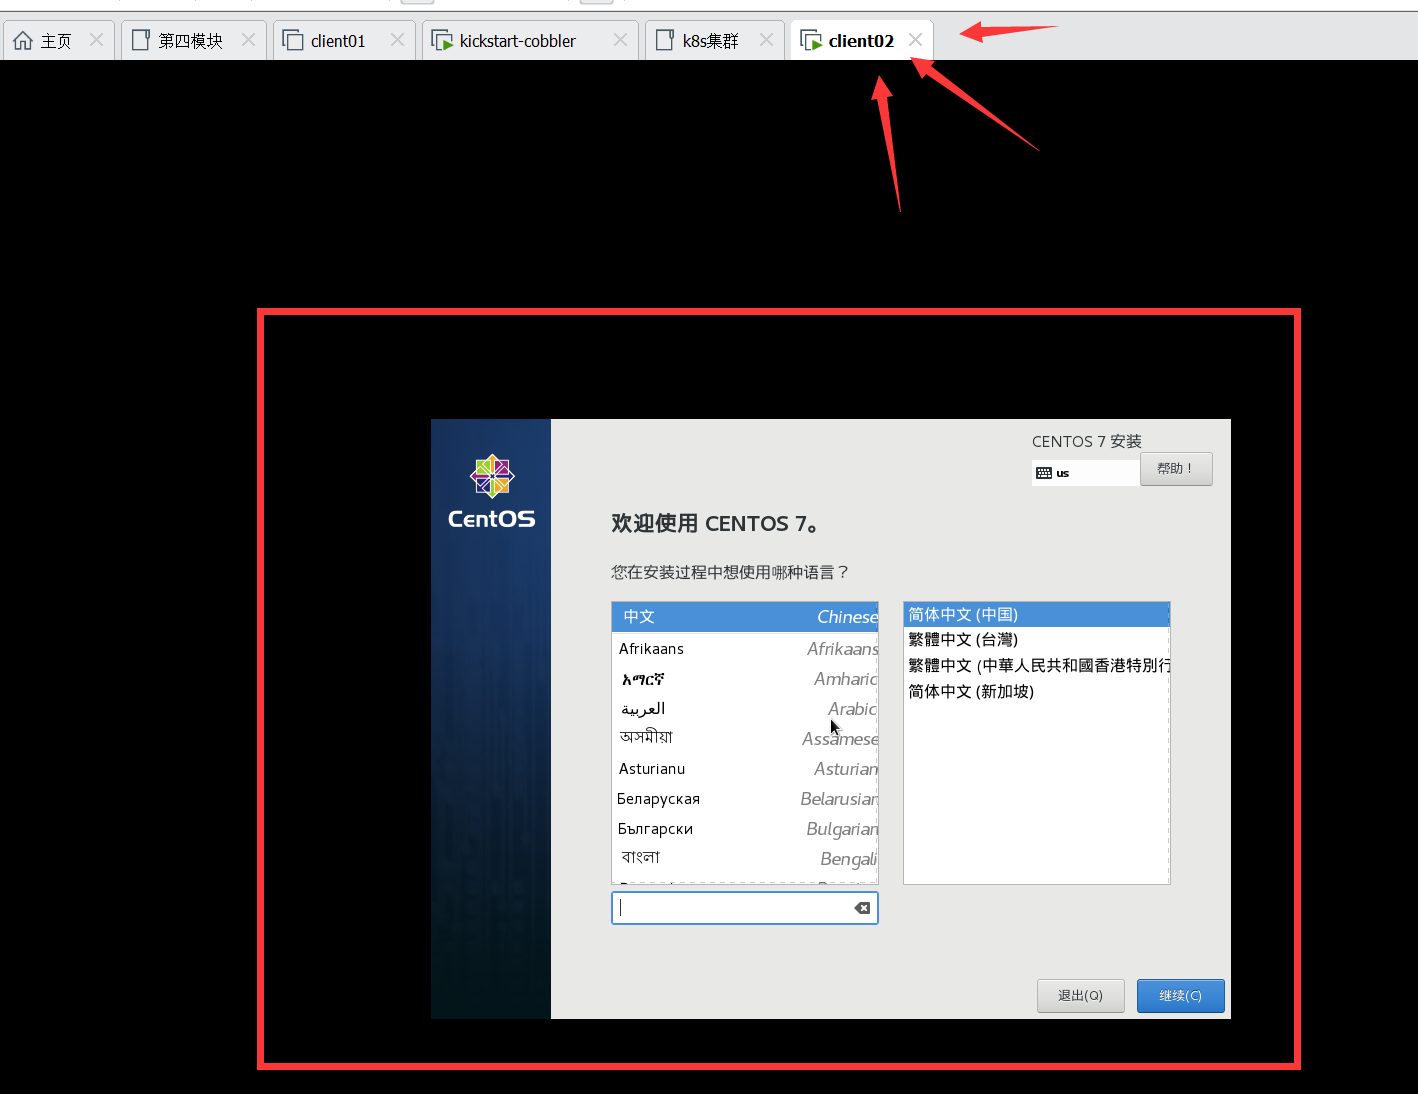 主页
第四模块
client01
kickstart-cobbler
k8s集群
client02
CentOS
CENTOS 7 安装
us
帮助！
欢迎使用 CENTOS 7。
您在安装过程中想使用哪种语言？
中文 Chinese
Afrikaans Afrikaans
አማርኛ Amharic
العربية Arabic
অসমীয়া Assamese
Asturianu Asturian
Беларуская Belarusian
Български Bulgarian
বাংলা Bengali
简体中文 (中国)
繁體中文 (台灣)
繁體中文 (中華人民共和國香港特別行
简体中文 (新加坡)
退出(Q)
继续(C)